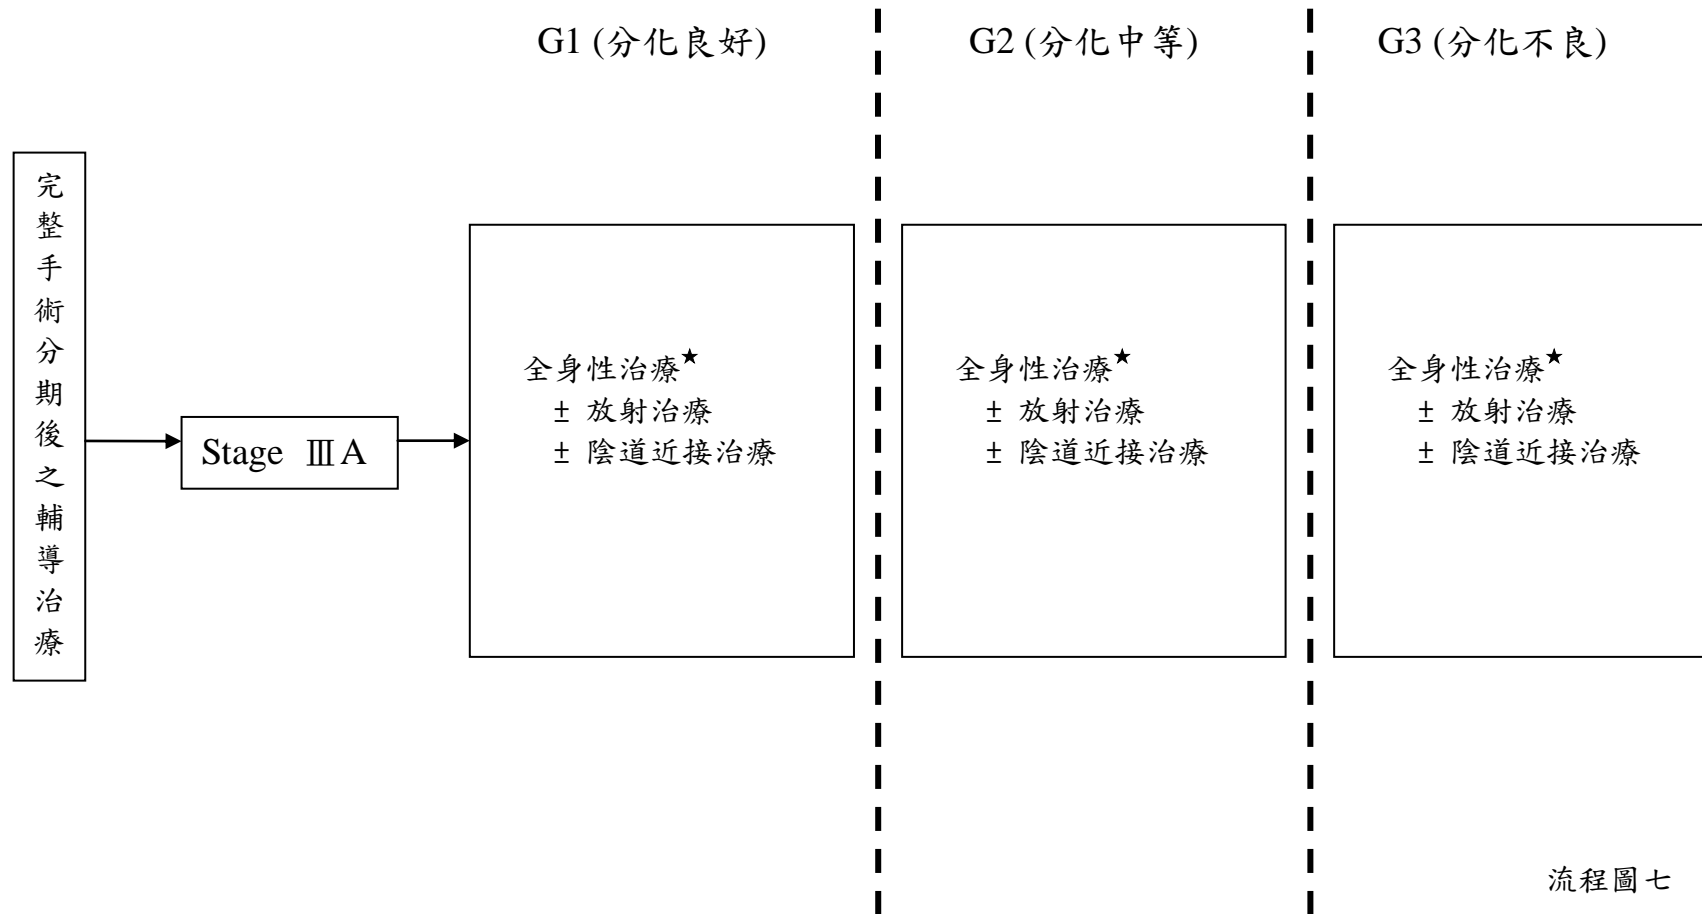 G1 (分化良好)
G2 (分化中等)
G3 (分化不良)
完整手術分期後之輔導治療
Stage ⅢA
全身性治療★
± 放射治療
± 陰道近接治療
全身性治療★
± 放射治療
± 陰道近接治療
全身性治療★
± 放射治療
± 陰道近接治療
流程圖七